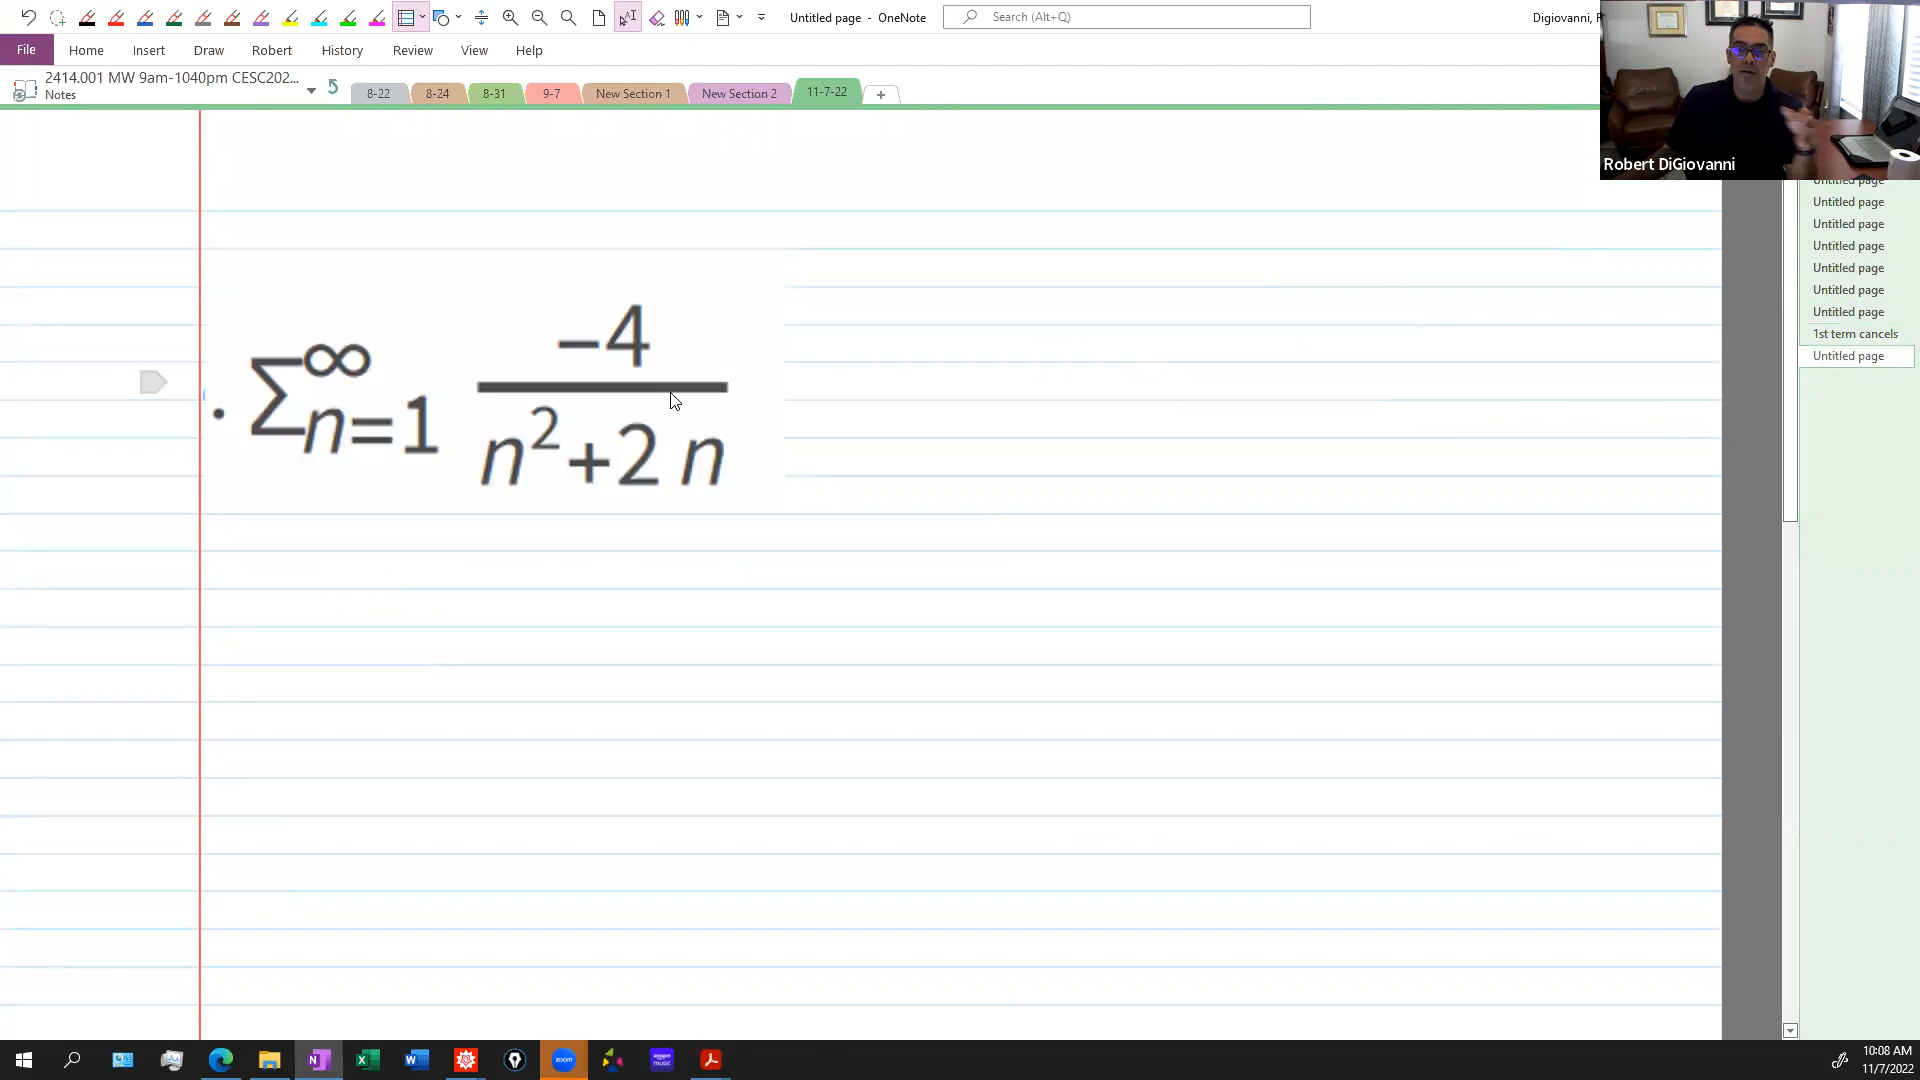 Untitled page - OneNote
Search (Alt+Q)
File Home Insert Draw Robert History Review View Help
2414.001 MW 9am-1040pm CESC202...
Notes
8-22 8-24 8-31 9-7 New Section 1 New Section 2 11-7-22 +
Robert DiGiovanni
Untitled page
Untitled page
Untitled page
Untitled page
Untitled page
Untitled page
Untitled page
1st term cancels
Untitled page
. ∑∞n=1 −4/(n²+2 n)
10:08 AM
11/7/2022